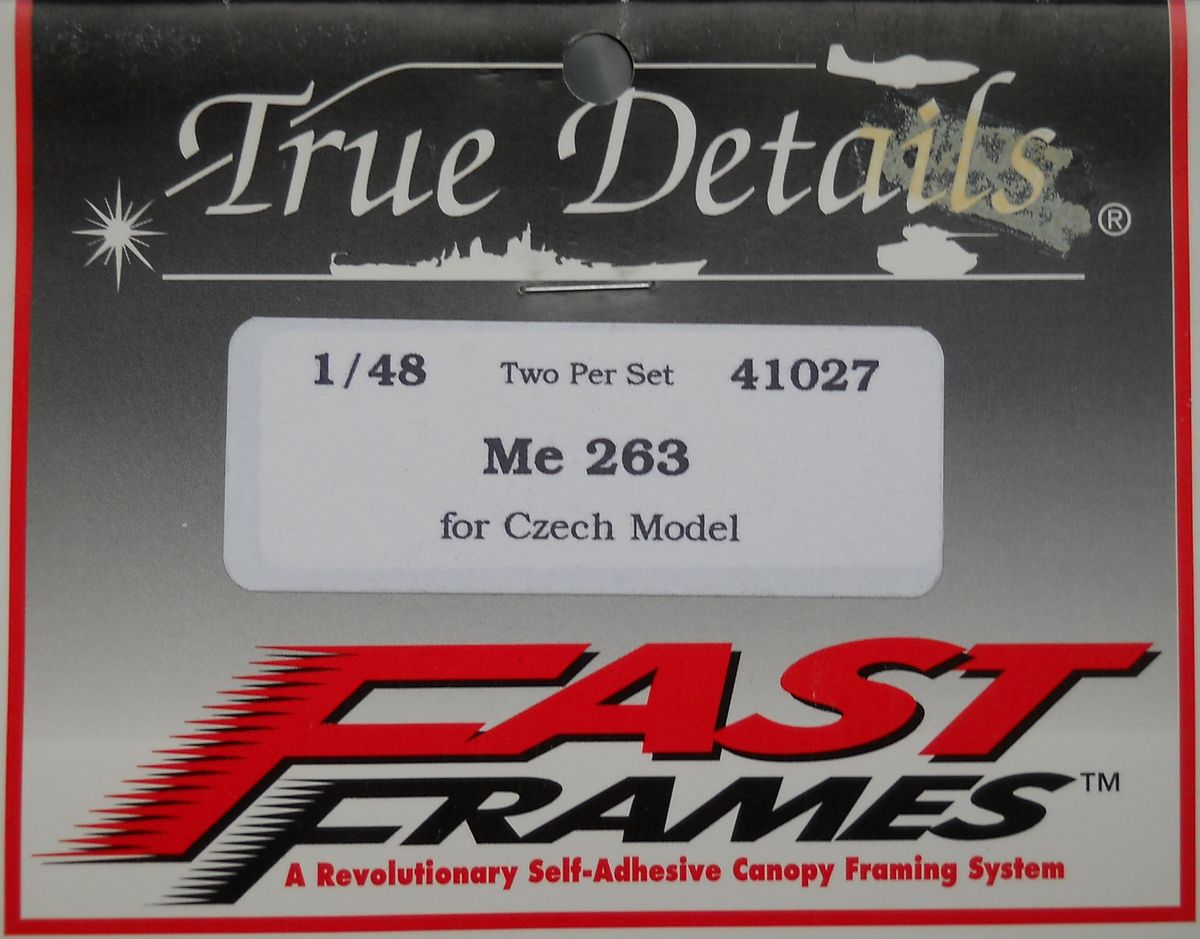 True Details ®
1/48 Two Per Set 41027
Me 263
for Czech Model
FAST
FRAMES™
A Revolutionary Self-Adhesive Canopy Framing System